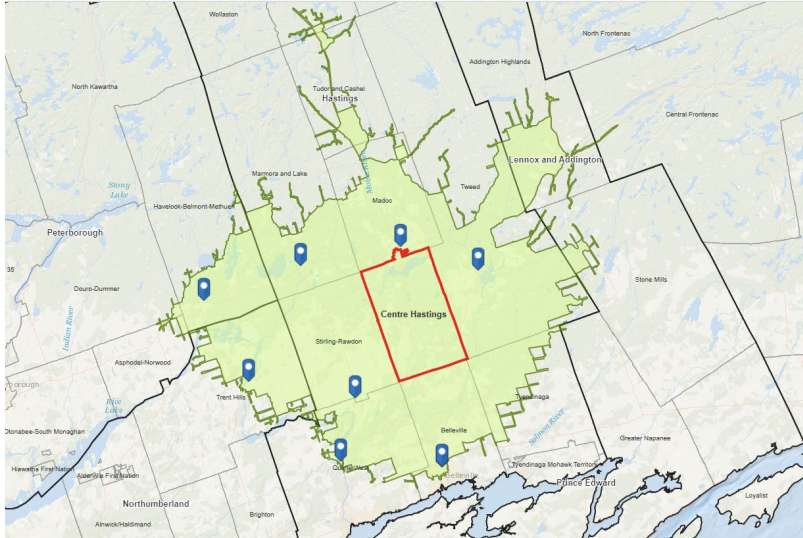 Wollaston
North Frontenac
Addington Highlands
North Kawartha
Tudor and Cashel
Hastings
Central Frontenac
Lennox and Addington
Marmora and Lake
Stony
Lake
Tweed
Madoc
Havelook-Belmont-Methuen
Peterborough
35
Douro-Dummer
Stone Mills
Indian River
Centre Hastings
Stirling-Rawdon
Asphodel-Norwood
Trent Hills
Rice
Lake
Tyendinaga
Salmon River
Belleville
Otonabee-South Monaghan
Greater Napanee
Hiawatha First Nation
Alderville First Nation
Quinte West
Tyendinaga Mohawk Territory
Belleville
Prince Edward
Northumberland
Loyalist
Brighton
Alnwick/Haldimand